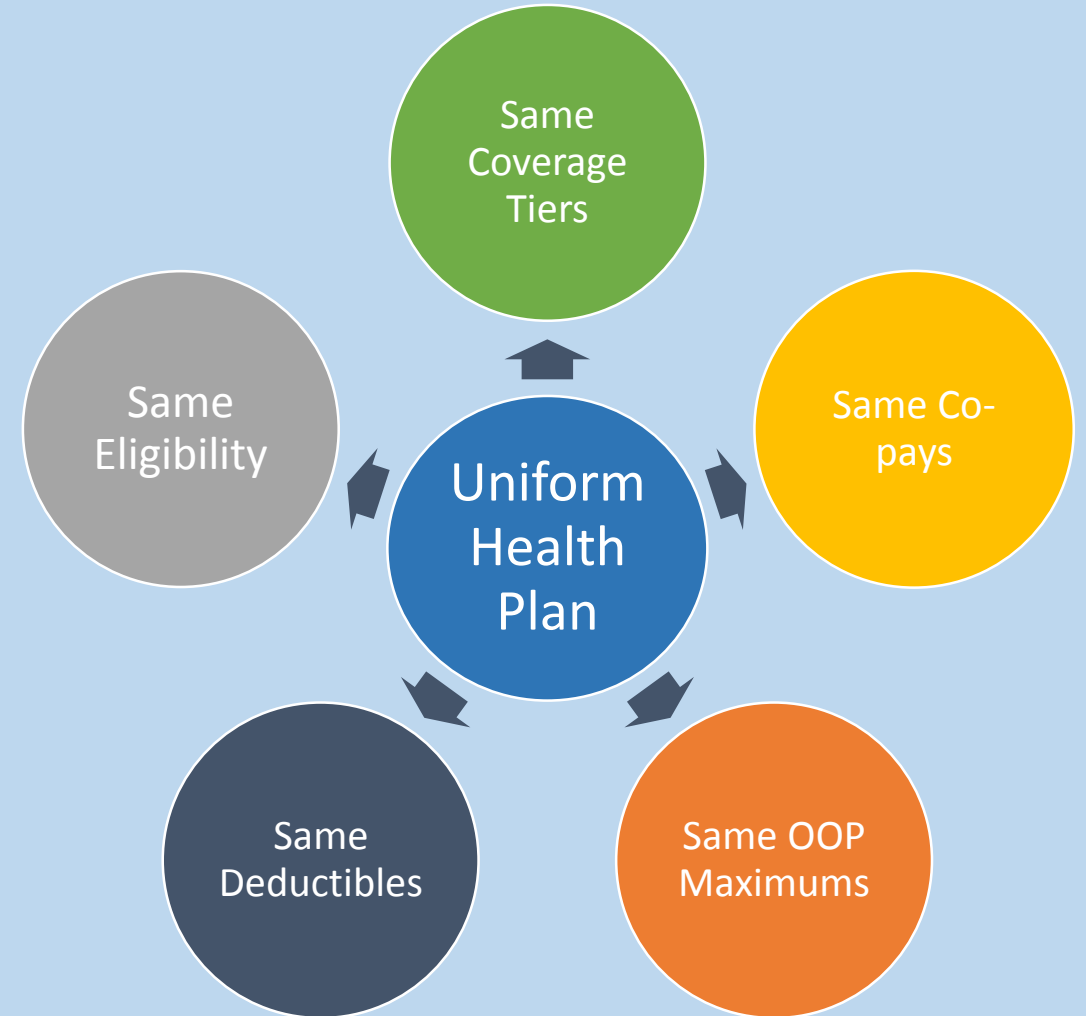 Same
Coverage
Tiers
Same
Eligibility
Same Co-
pays
Uniform
Health
Plan
Same
Deductibles
Same OOP
Maximums